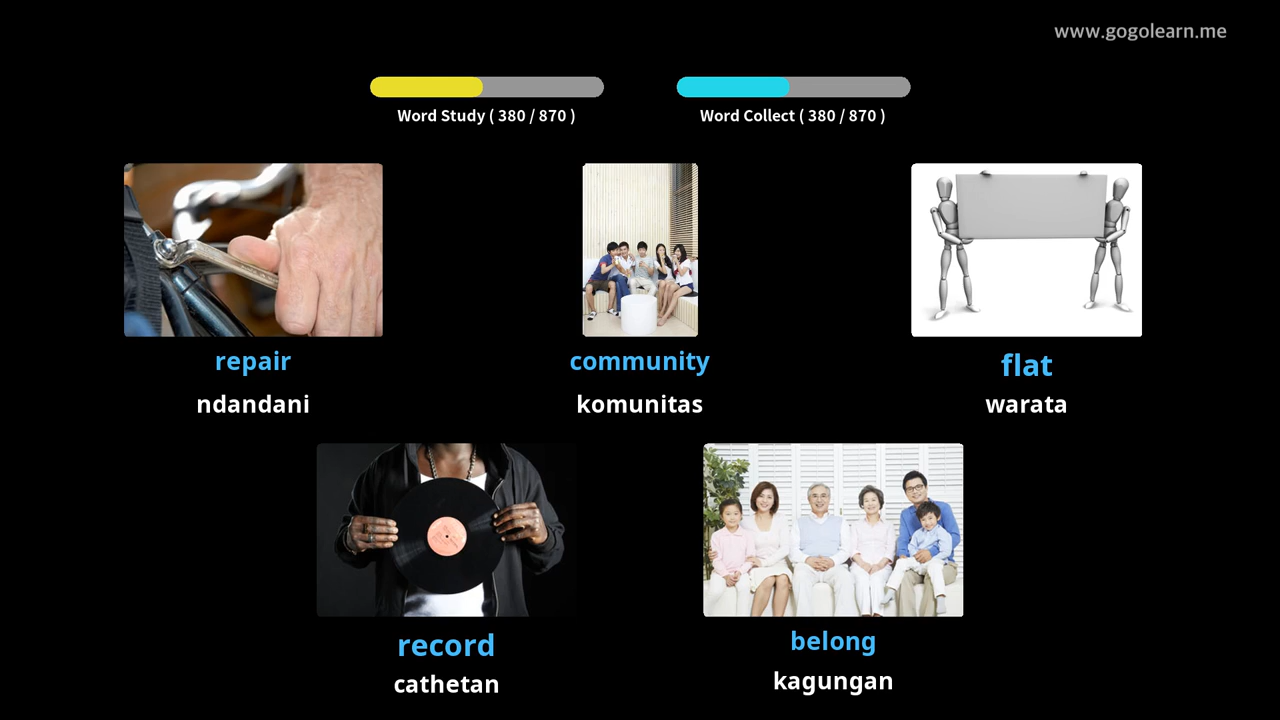 www.gogolearn.me
Word Study ( 380 / 870 )
Word Collect ( 380 / 870 )
repair
ndandani
community
komunitas
flat
warata
record
cathetan
belong
kagungan